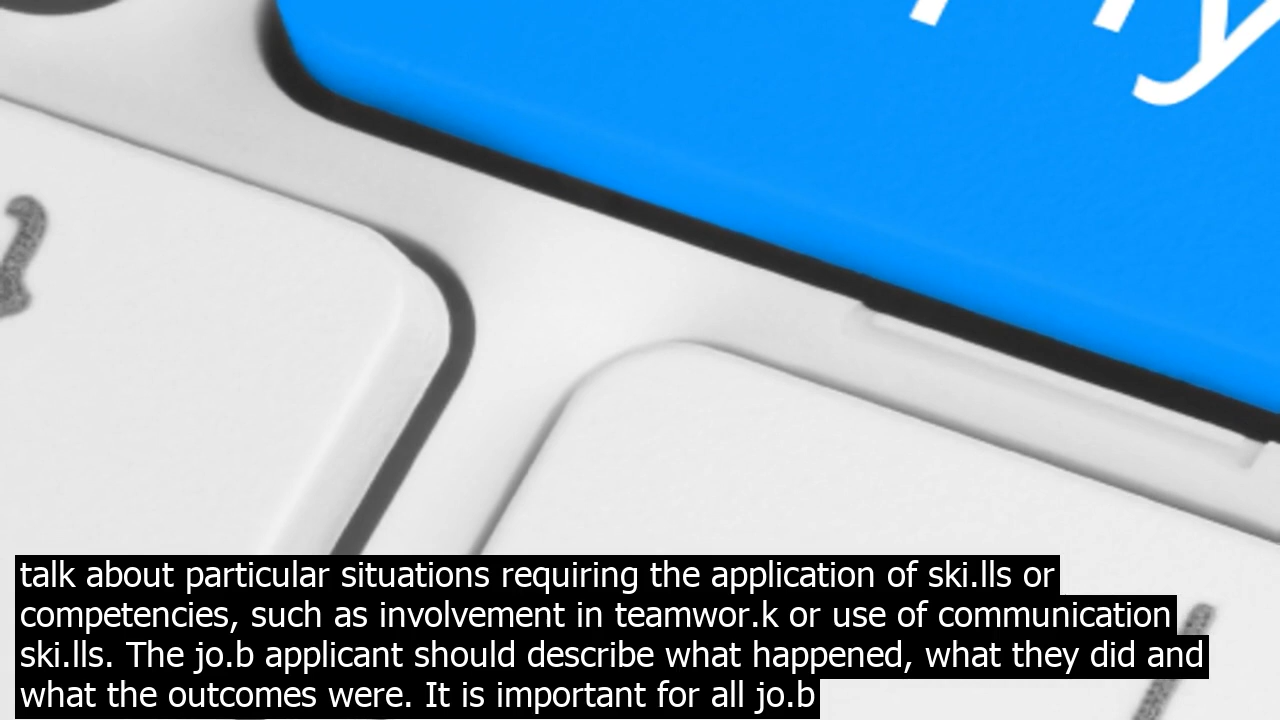 talk about particular situations requiring the application of ski.lls or
competencies, such as involvement in teamwor.k or use of communication
ski.lls. The jo.b applicant should describe what happened, what they did and
what the outcomes were. It is important for all jo.b